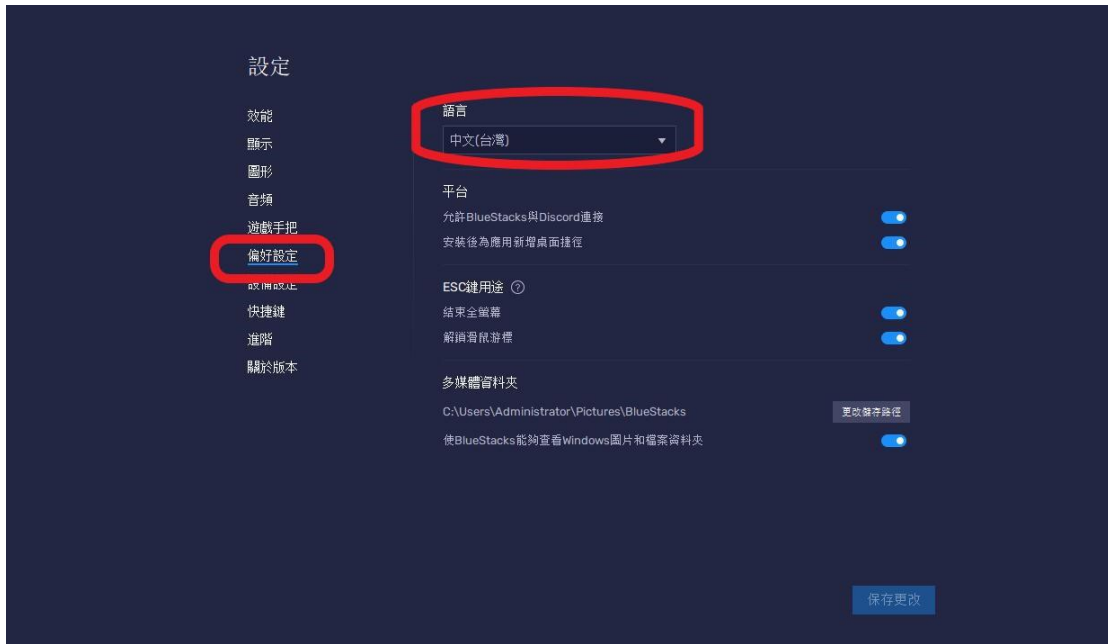 設定
效能
顯示
圖形
音頻
遊戲手把
偏好設定
設備設定
快捷鍵
進階
關於版本
語言
中文(台灣)
平台
允許BlueStacks與Discord連接
安裝後為應用新增桌面捷徑
ESC鍵用途 ?
結束全螢幕
解鎖滑鼠游標
多媒體資料夾
C:\Users\Administrator\Pictures\BlueStacks
更改儲存路徑
使BlueStacks能夠查看Windows圖片和檔案資料夾
保存更改